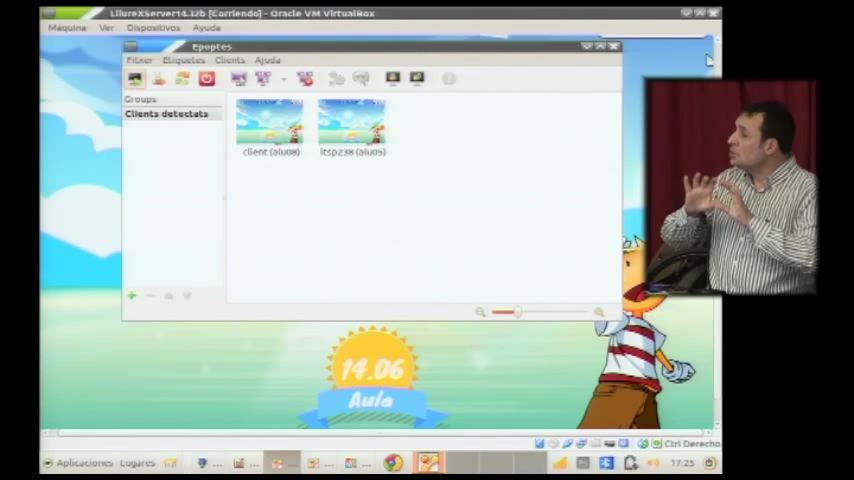 LliureXServer14.32b [Corriendo] - Oracle VM VirtualBox
Máquina Ver Dispositivos Ayuda
Epoptes
Fitxer Etiquetes Clients Ajuda
Groups
Clients detectats
client (alu08)
ltsp238 (alu05)
14.06
Aula
Ctrl Derecho
Aplicaciones Lugares
17:25